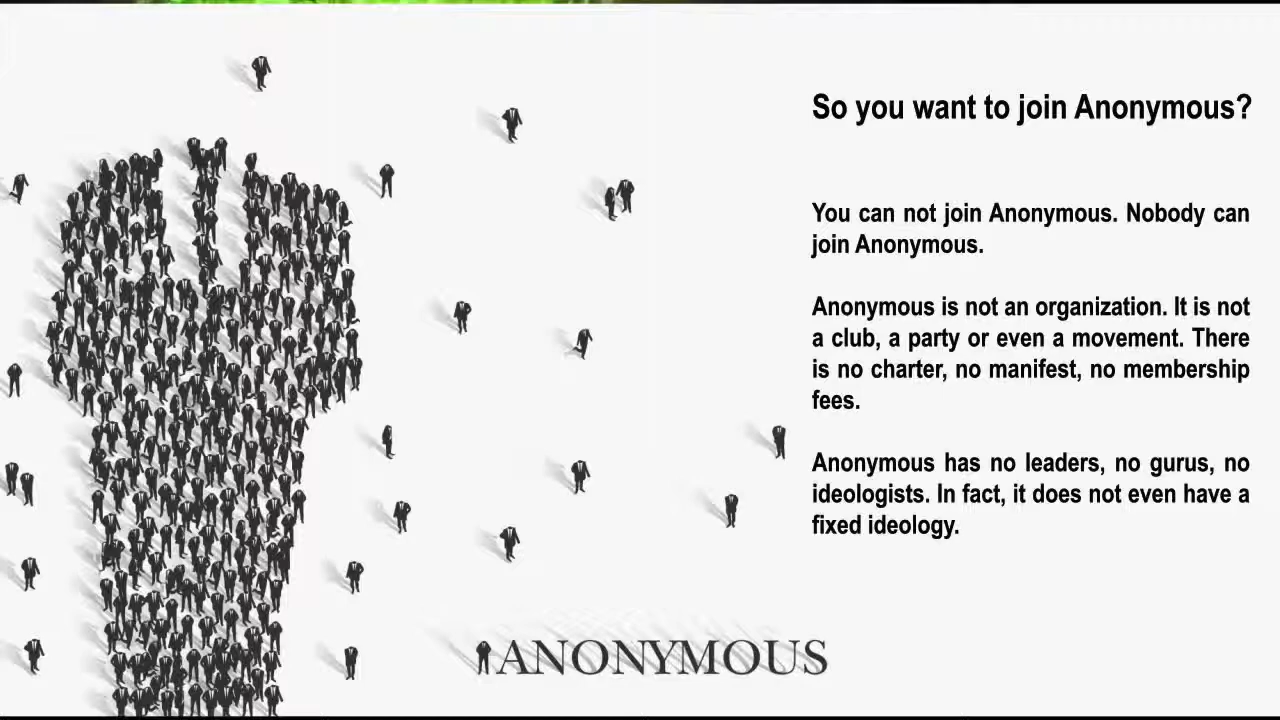 So you want to join Anonymous?
You can not join Anonymous. Nobody can
join Anonymous.
Anonymous is not an organization. It is not
a club, a party or even a movement. There
is no charter, no manifest, no membership
fees.
Anonymous has no leaders, no gurus, no
ideologists. In fact, it does not even have a
fixed ideology.
ANONYMOUS